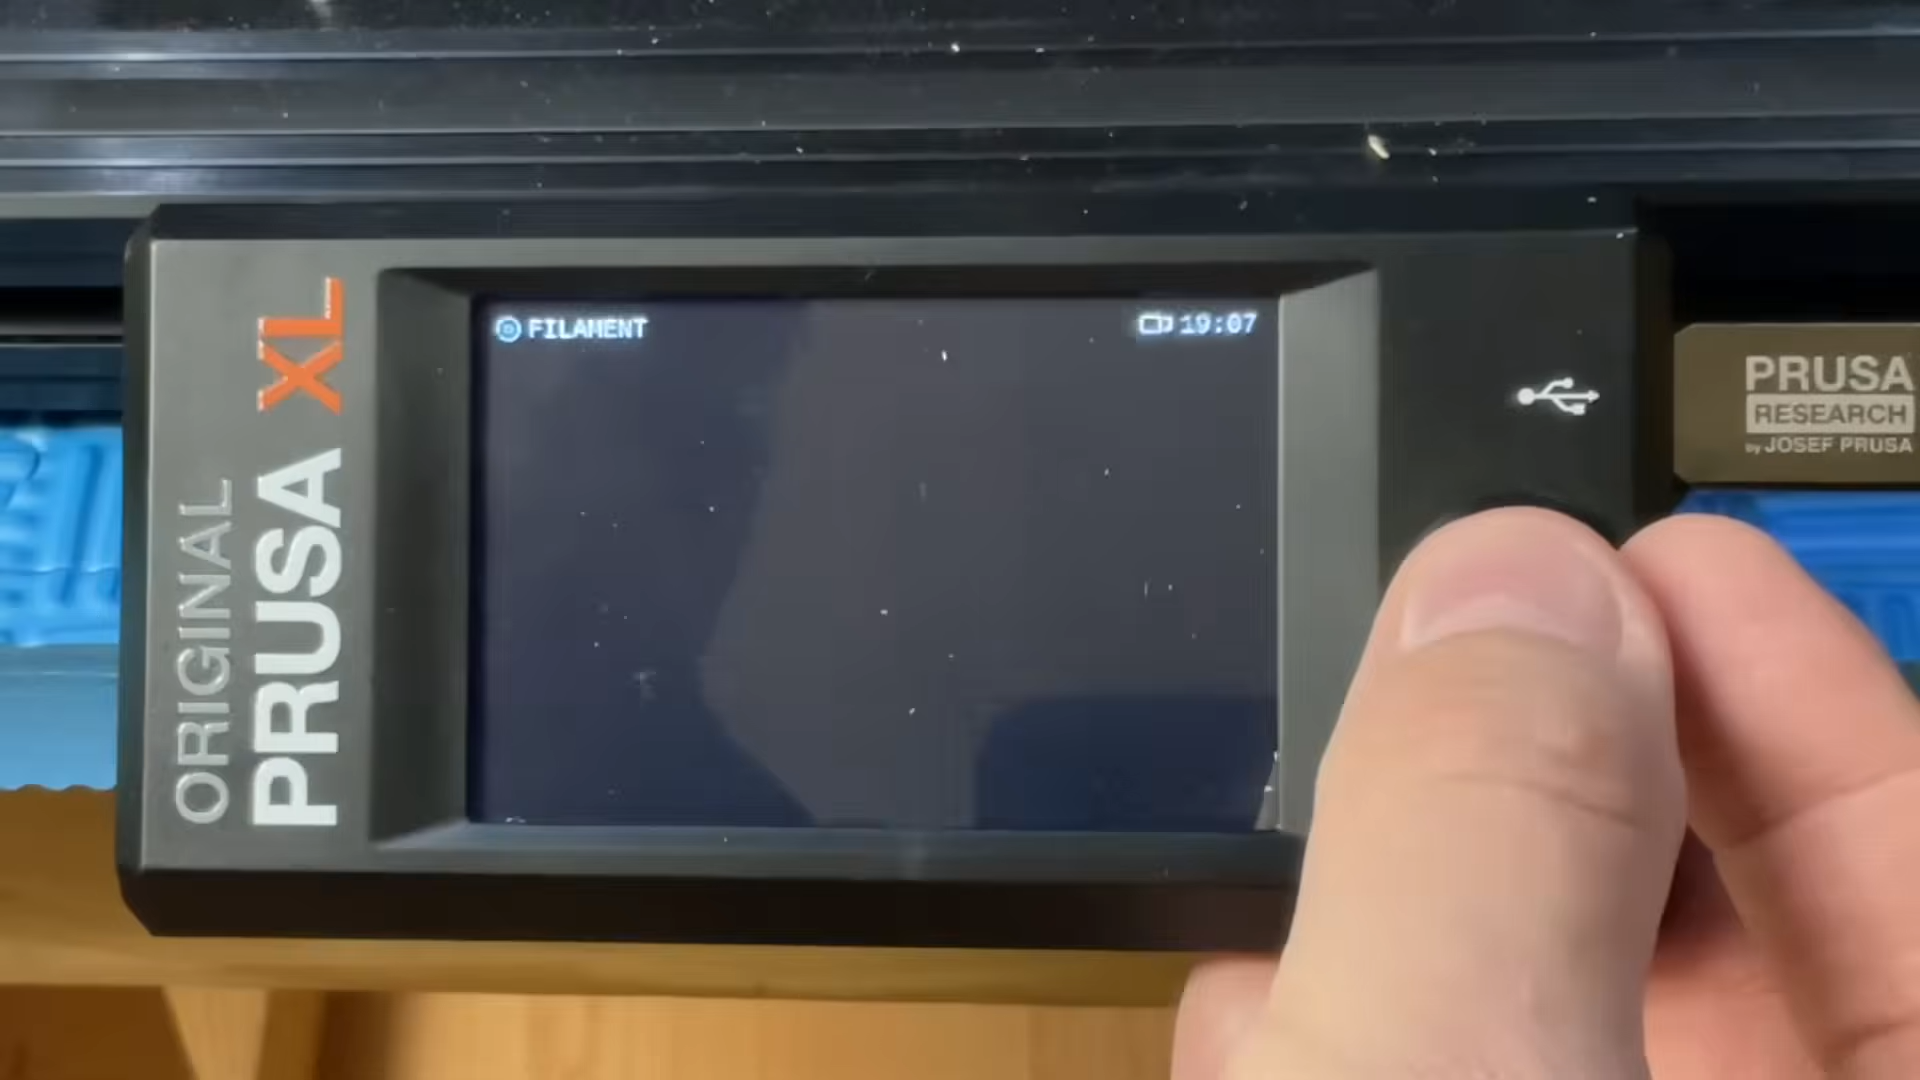 ORIGINAL
PRUSA XL
FILAMENT
19:07
PRUSA
RESEARCH
by JOSEF PRUSA